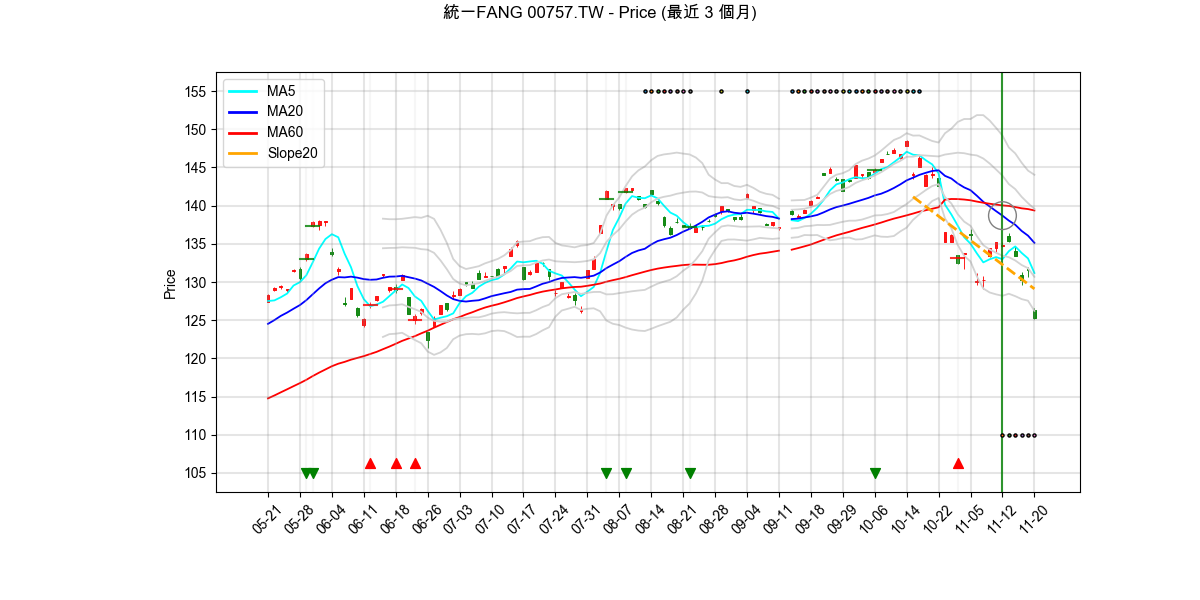 統一FANG 00757.TW - Price (最近 3 個月)
MA5
MA20
MA60
Slope20
Price
155
150
145
140
135
130
125
120
115
110
105
05-21 05-28 06-04 06-11 06-18 06-26 07-03 07-10 07-17 07-24 07-31 08-07 08-14 08-21 08-28 09-04 09-11 09-18 09-29 10-06 10-14 10-22 11-05 11-12 11-20